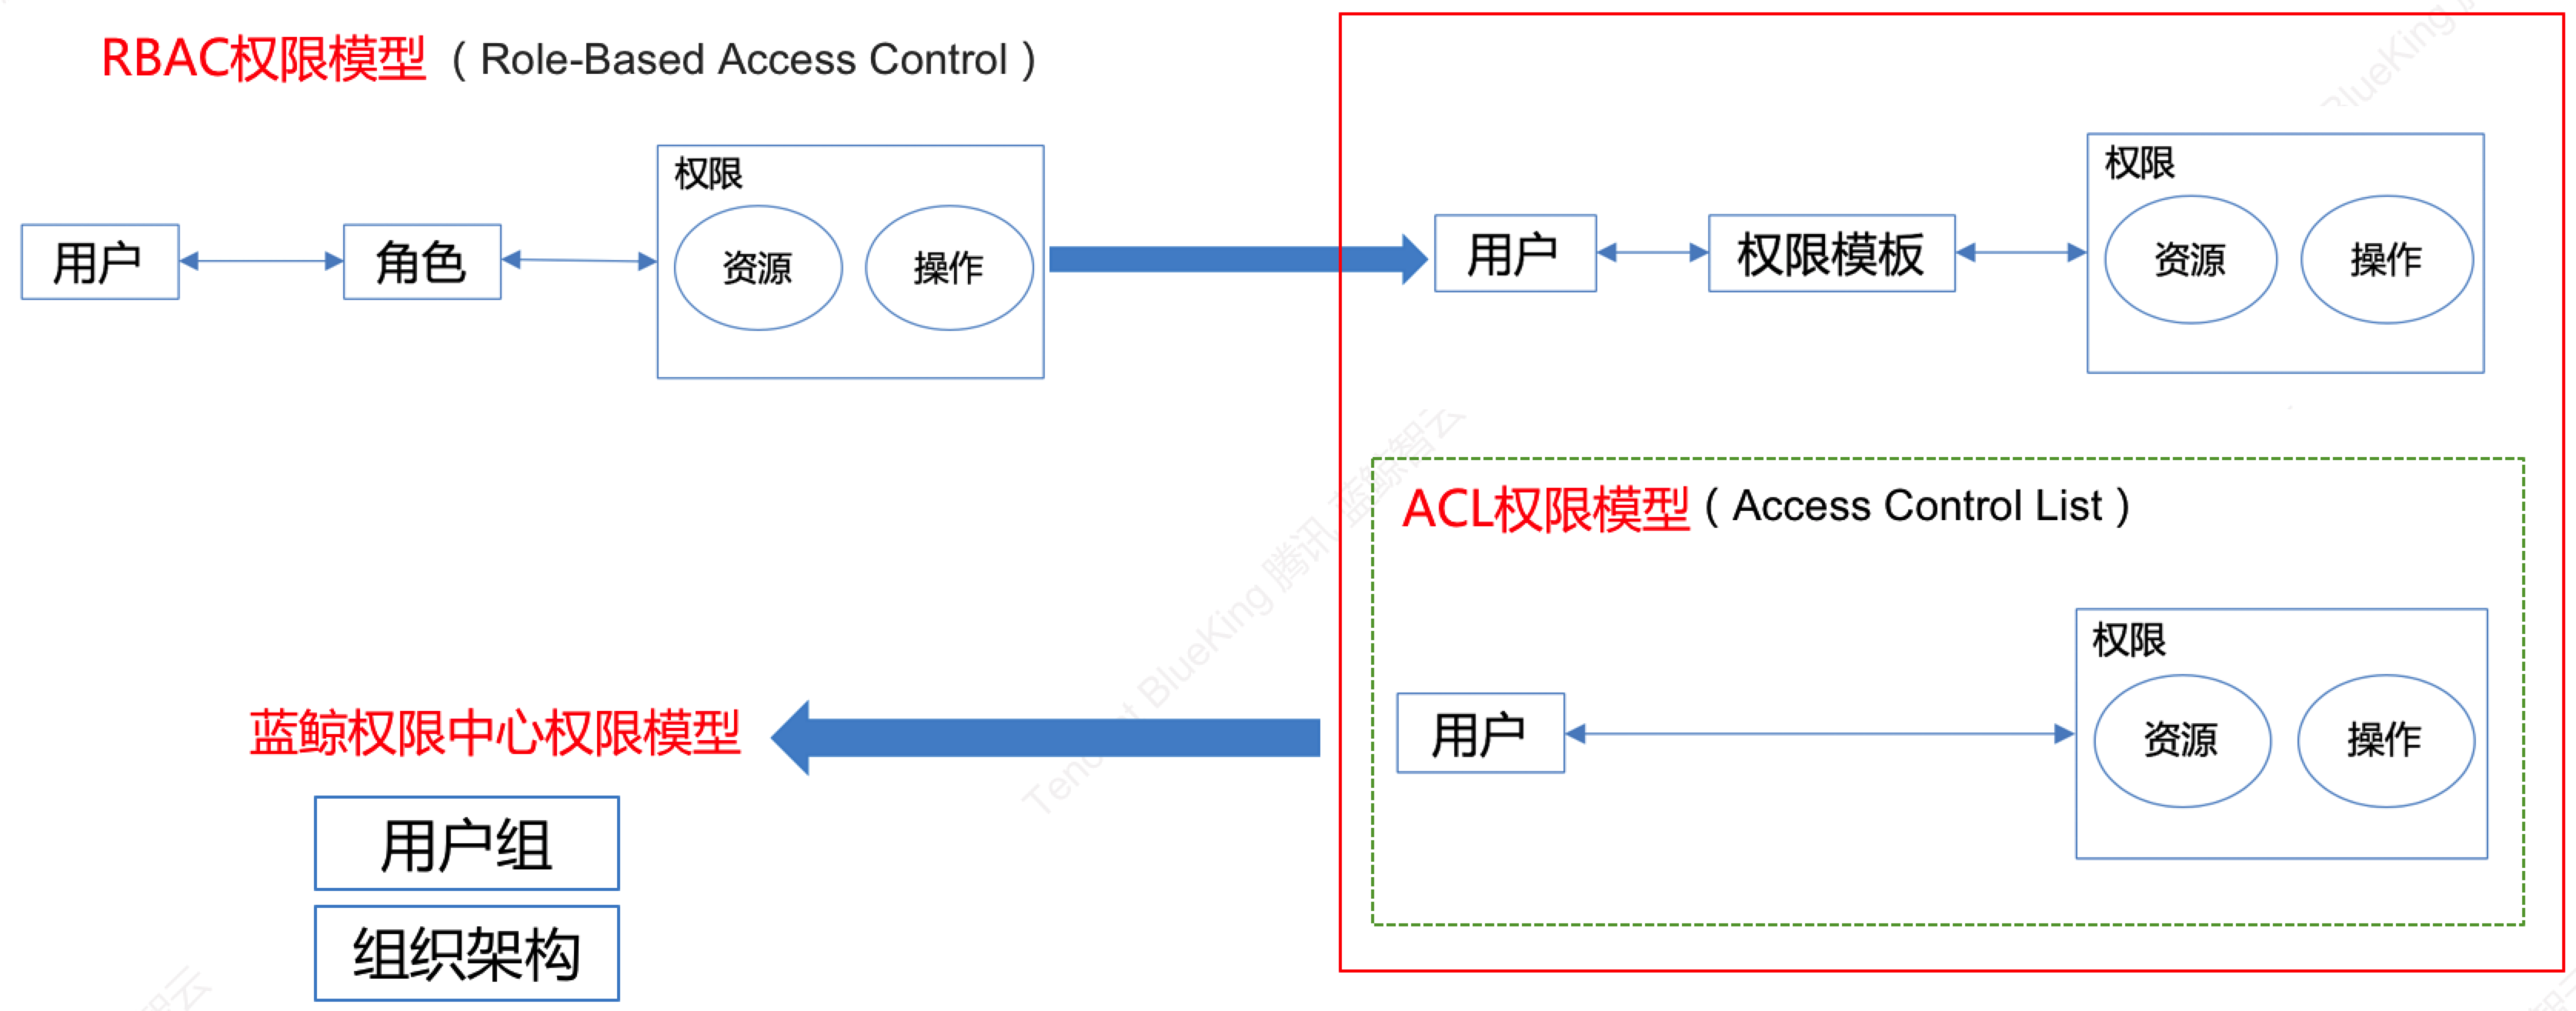 RBAC权限模型（Role-Based Access Control）
用户
角色
权限
资源
操作
用户
权限模板
权限
资源
操作
ACL权限模型（Access Control List）
用户
权限
资源
操作
蓝鲸权限中心权限模型
用户组
组织架构
Tencent BlueKing 腾讯 蓝鲸智云
BlueKing
智云